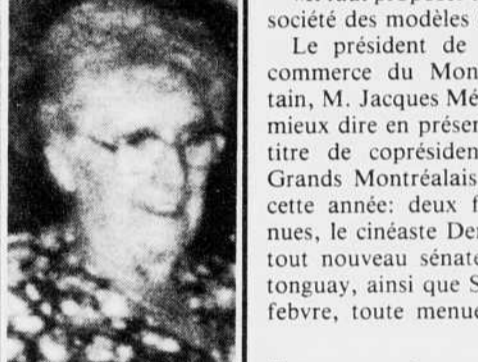 société des modèles
Le président de
commerce du Mon
tain, M. Jacques Mé
mieux dire en présen
titre de coprésiden
Grands Montréalais
cette année: deux f
nues, le cinéaste Der
tout nouveau sénate
tonguay, ainsi que S
febvre, toute menue